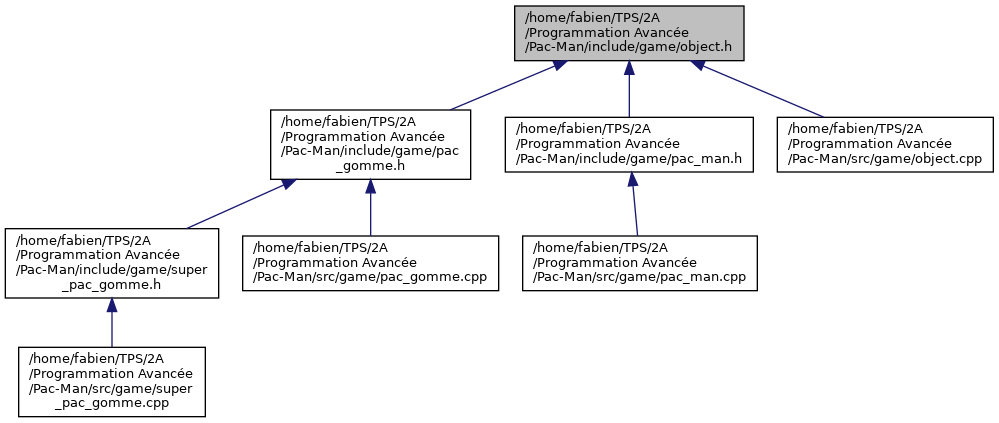 /home/fabien/TPS/2A
/Programmation Avancée
/Pac-Man/include/game/object.h
/home/fabien/TPS/2A
/Programmation Avancée
/Pac-Man/include/game/pac
_gomme.h
/home/fabien/TPS/2A
/Programmation Avancée
/Pac-Man/include/game/pac_man.h
/home/fabien/TPS/2A
/Programmation Avancée
/Pac-Man/src/game/object.cpp
/home/fabien/TPS/2A
/Programmation Avancée
/Pac-Man/include/game/super
_pac_gomme.h
/home/fabien/TPS/2A
/Programmation Avancée
/Pac-Man/src/game/pac_gomme.cpp
/home/fabien/TPS/2A
/Programmation Avancée
/Pac-Man/src/game/pac_man.cpp
/home/fabien/TPS/2A
/Programmation Avancée
/Pac-Man/src/game/super
_pac_gomme.cpp